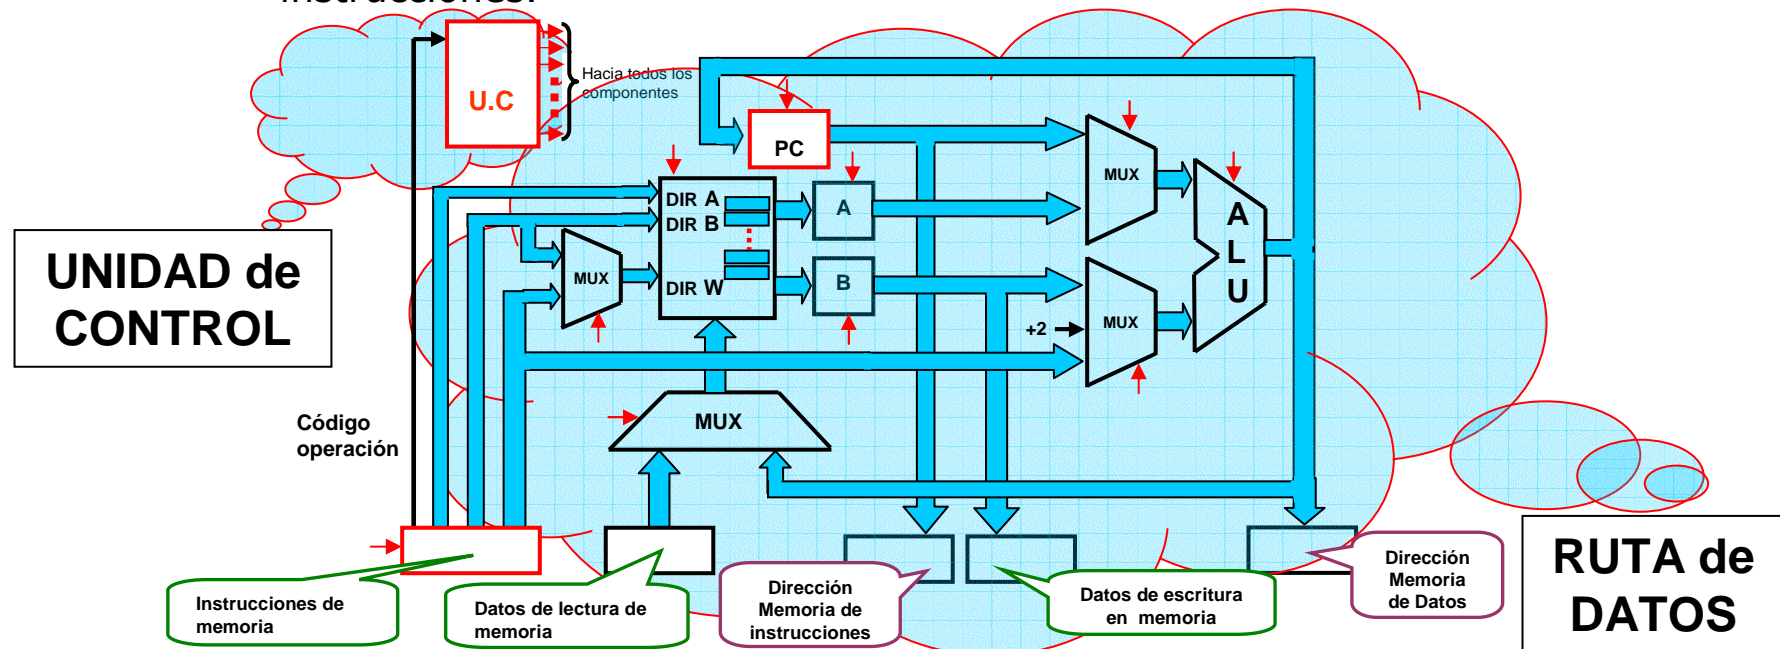 instrucciones.
U.C
Hacia todos los
componentes
PC
MUX
A
L
U
DIR A
DIR B
DIR W
A
B
MUX
MUX
+2
MUX
UNIDAD de
CONTROL
Código
operación
Instrucciones de
memoria
Datos de lectura de
memoria
Dirección
Memoria de
instrucciones
Datos de escritura
en memoria
Dirección
Memoria
de Datos
RUTA de
DATOS